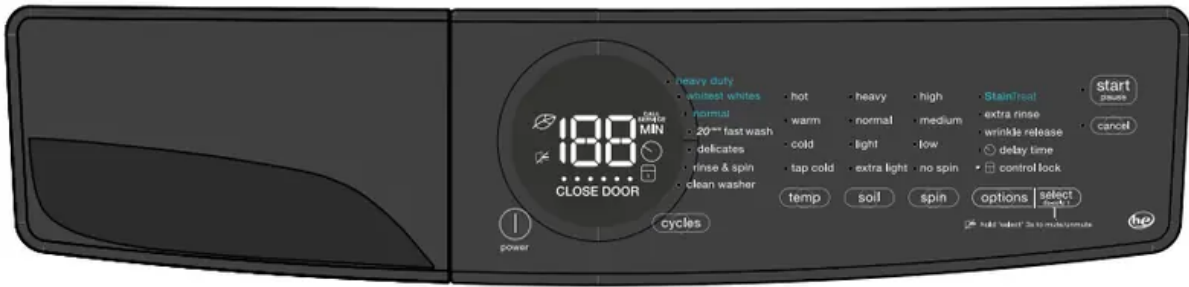 heavy duty
whitest whites
normal
20min fast wash
delicates
rinse & spin
clean washer
cycles
188
CALL
SERVICE
MIN
CLOSE DOOR
power
hot
warm
cold
tap cold
temp
heavy
normal
light
extra light
soil
high
medium
low
no spin
spin
StainTreat
extra rinse
wrinkle release
delay time
control lock
options
select
hold 'select' 3s to mute/unmute
start
pause
cancel
he